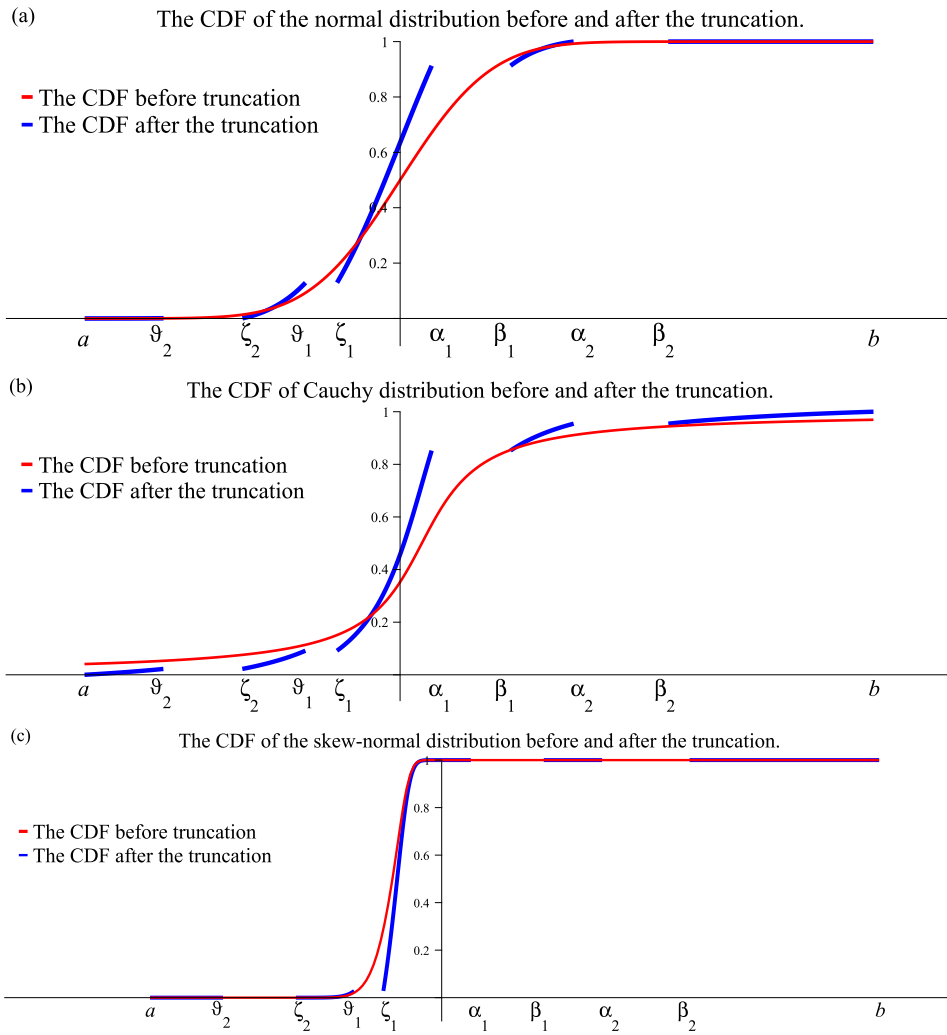 (a)
The CDF of the normal distribution before and after the truncation.
1
The CDF before truncation
0.8
The CDF after the truncation
0.6
0.4
0.2
a ϑ2 ζ2 ϑ1 ζ1 α1 β1 α2 β2 b
(b)
The CDF of Cauchy distribution before and after the truncation.
1
The CDF before truncation
0.8
The CDF after the truncation
0.6
0.4
0.2
a ϑ2 ζ2 ϑ1 ζ1 α1 β1 α2 β2 b
(c)
The CDF of the skew-normal distribution before and after the truncation.
1
0.8
The CDF before truncation
The CDF after the truncation
0.6
0.4
0.2
a ϑ2 ζ2 ϑ1 ζ1 α1 β1 α2 β2 b